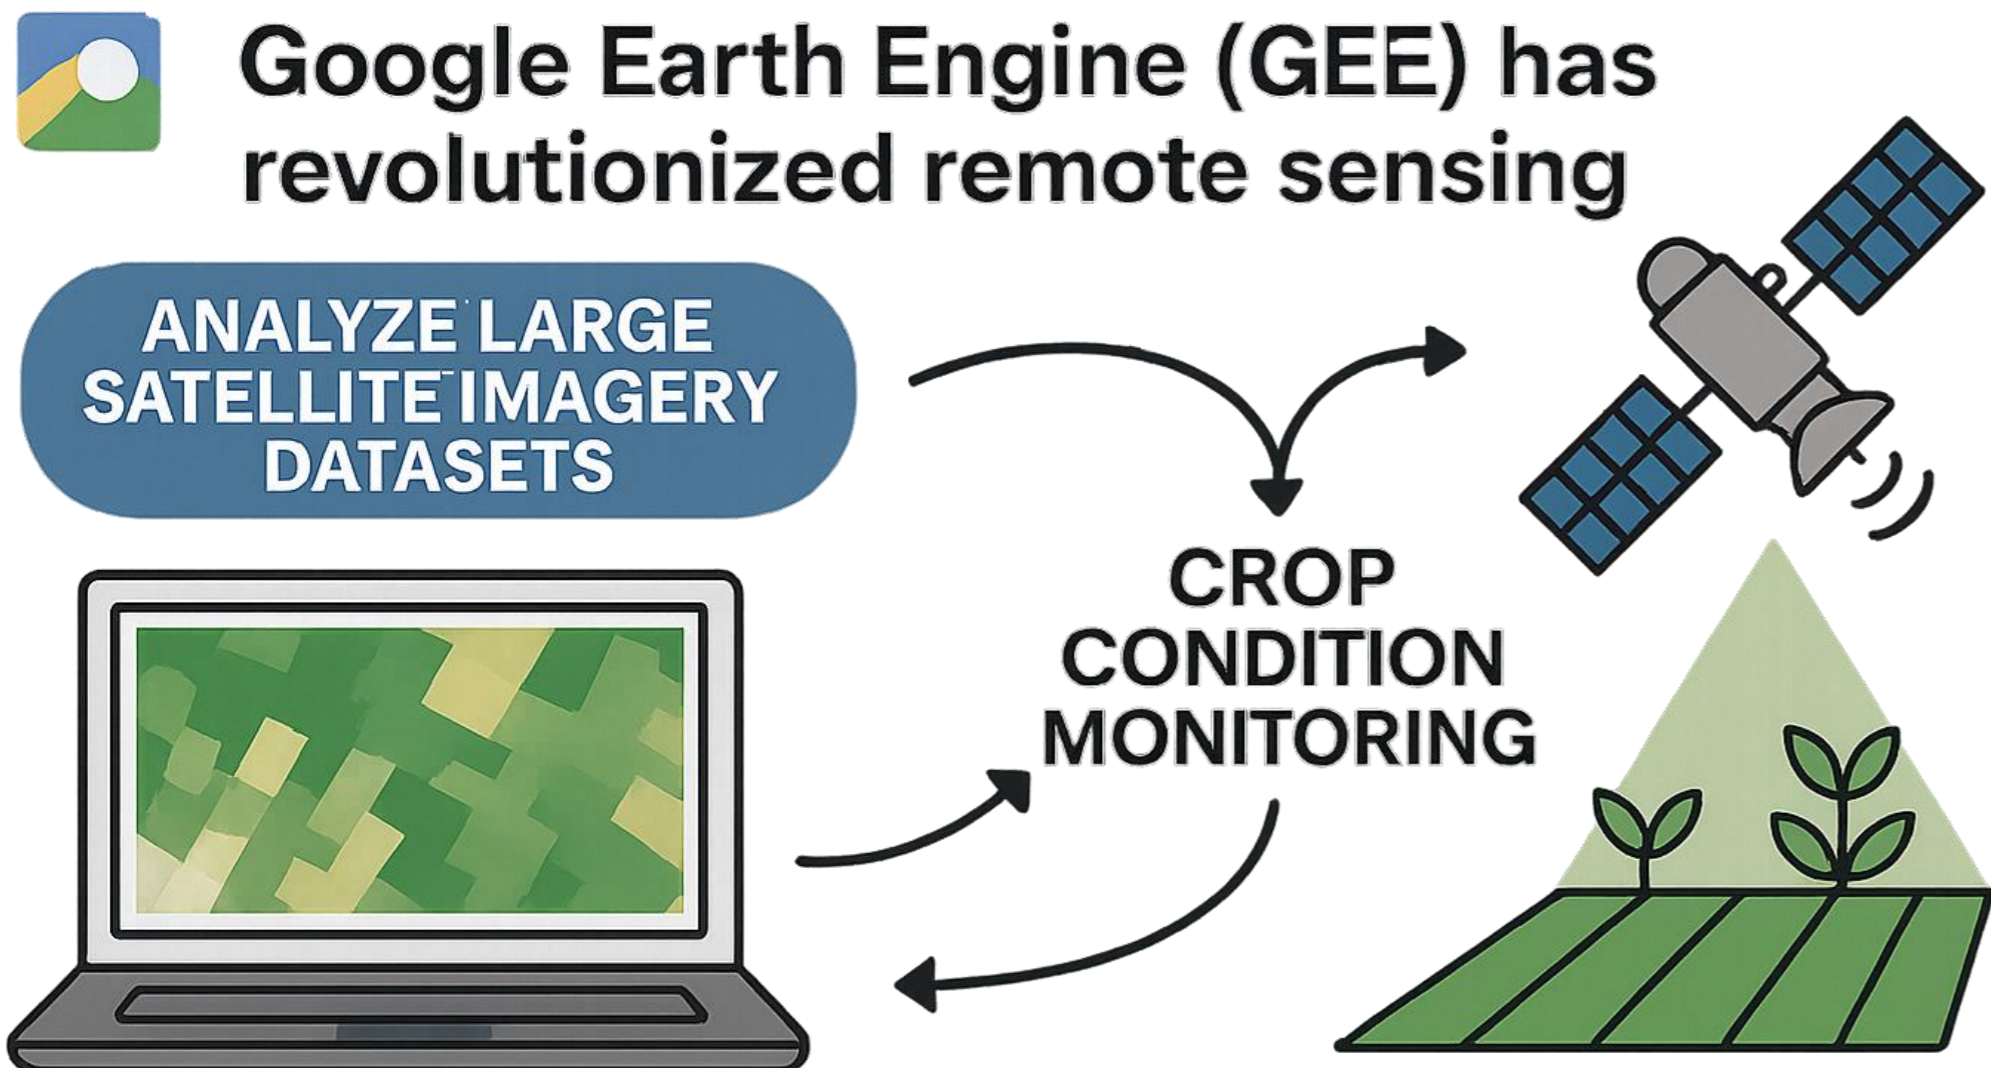 Google Earth Engine (GEE) has
revolutionized remote sensing
ANALYZE LARGE
SATELLITE IMAGERY
DATASETS
CROP
CONDITION
MONITORING